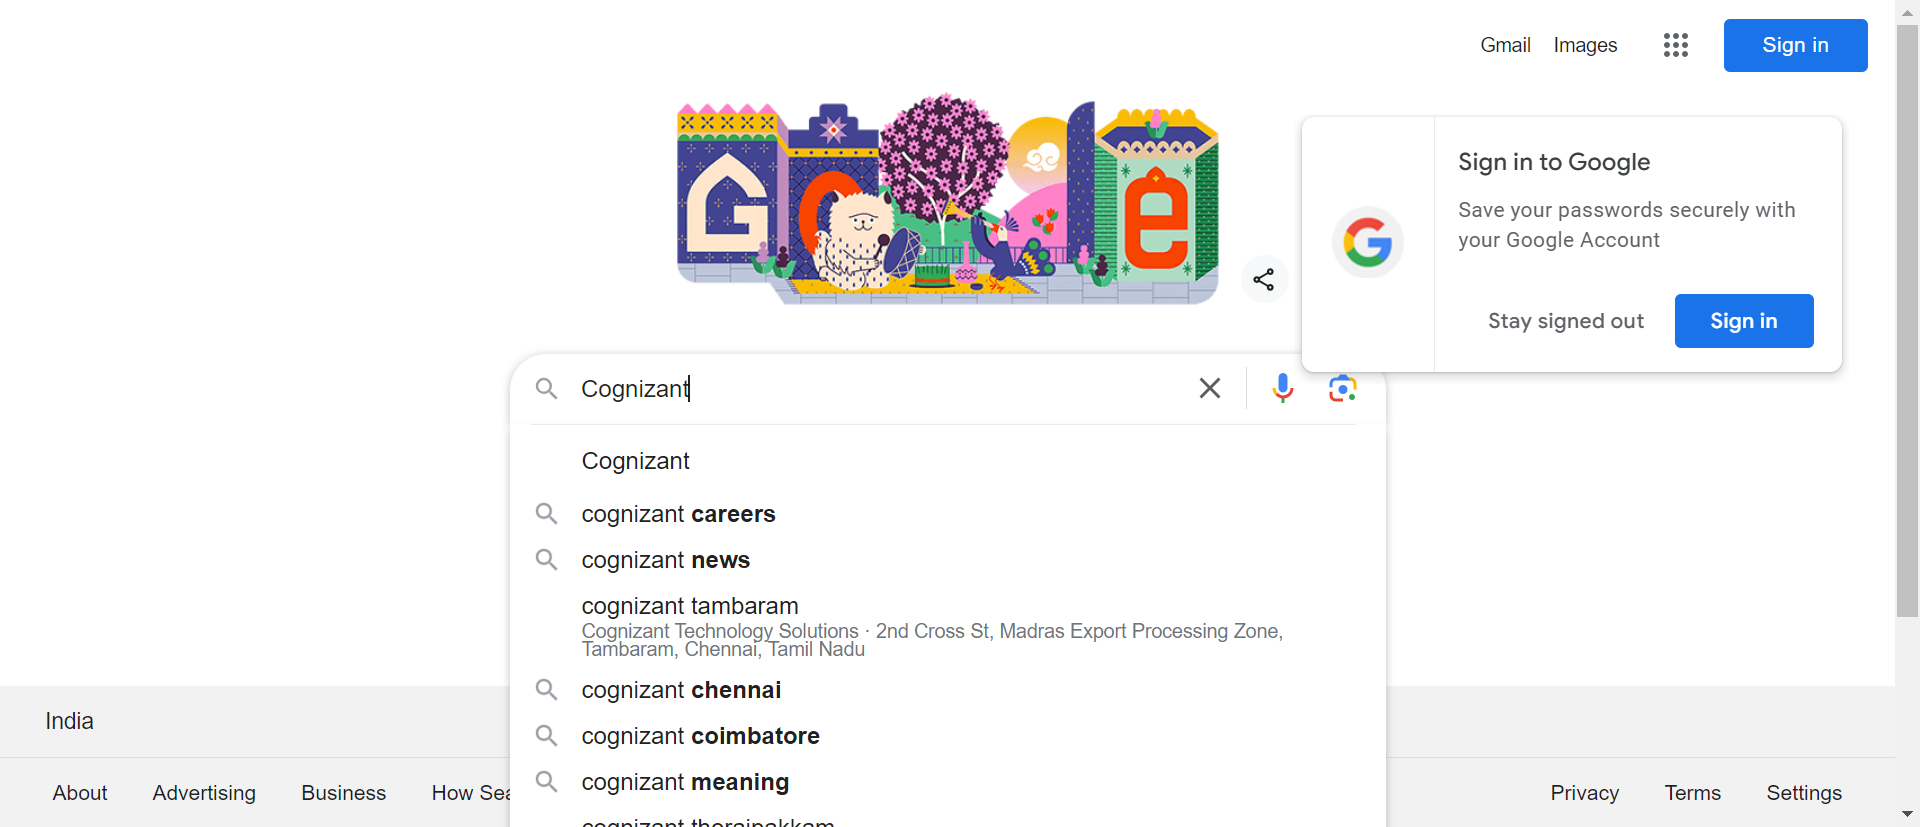 Gmail Images Sign in
Sign in to Google
Save your passwords securely with
your Google Account
Stay signed out Sign in
Cognizant
Cognizant
cognizant careers
cognizant news
cognizant tambaram
Cognizant Technology Solutions · 2nd Cross St, Madras Export Processing Zone,
Tambaram, Chennai, Tamil Nadu
cognizant chennai
cognizant coimbatore
cognizant meaning
cognizant thoraipakkam
India
About Advertising Business How Sea
Privacy Terms Settings